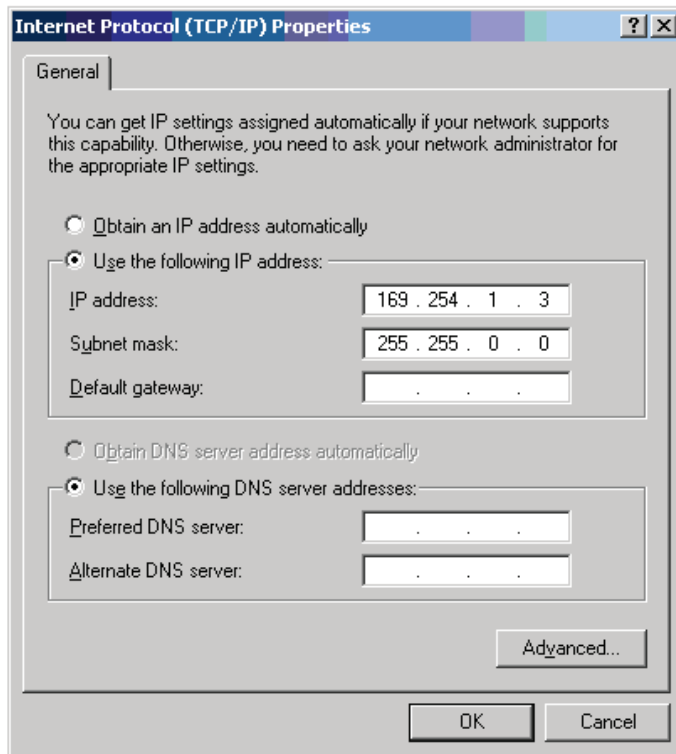 Internet Protocol (TCP/IP) Properties
General
You can get IP settings assigned automatically if your network supports
this capability. Otherwise, you need to ask your network administrator for
the appropriate IP settings.
Obtain an IP address automatically
Use the following IP address:
IP address: 169 . 254 . 1 . 3
Subnet mask: 255 . 255 . 0 . 0
Default gateway: . . .
Obtain DNS server address automatically
Use the following DNS server addresses:
Preferred DNS server: . . .
Alternate DNS server: . . .
Advanced...
OK Cancel